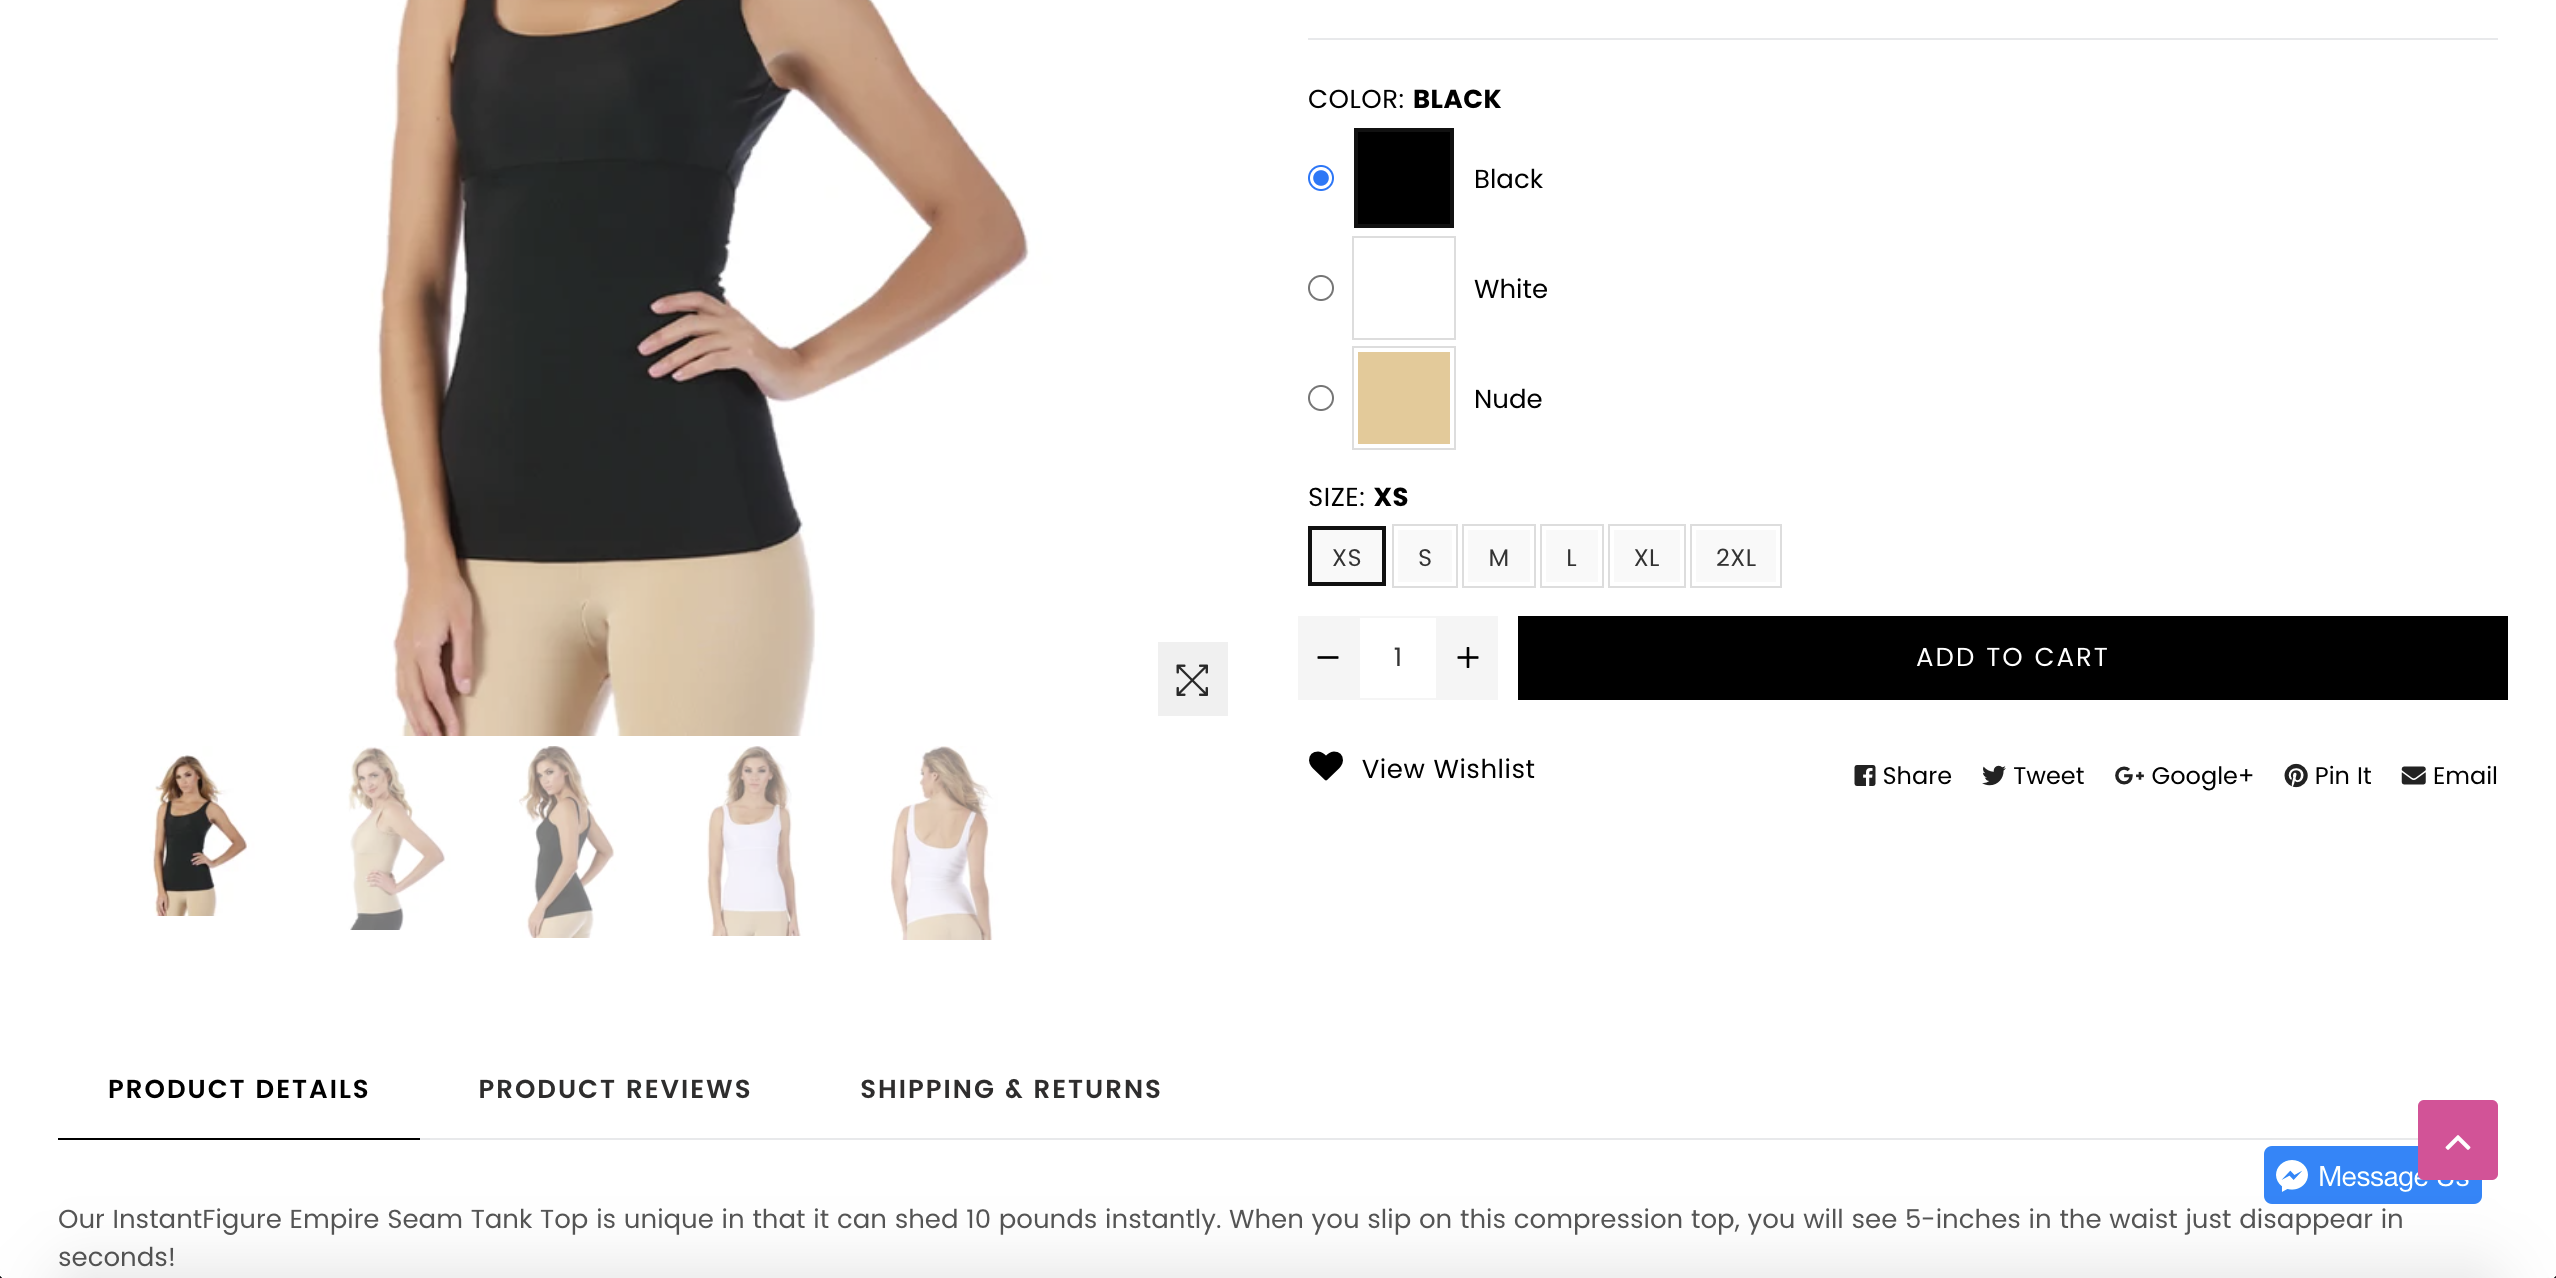 COLOR: BLACK
Black
White
Nude
SIZE: XS
XS S M L XL 2XL
1
ADD TO CART
View Wishlist
Share Tweet G+ Google+ Pin It Email
PRODUCT DETAILS PRODUCT REVIEWS SHIPPING & RETURNS
Message Us
Our InstantFigure Empire Seam Tank Top is unique in that it can shed 10 pounds instantly. When you slip on this compression top, you will see 5-inches in the waist just disappear in
seconds!